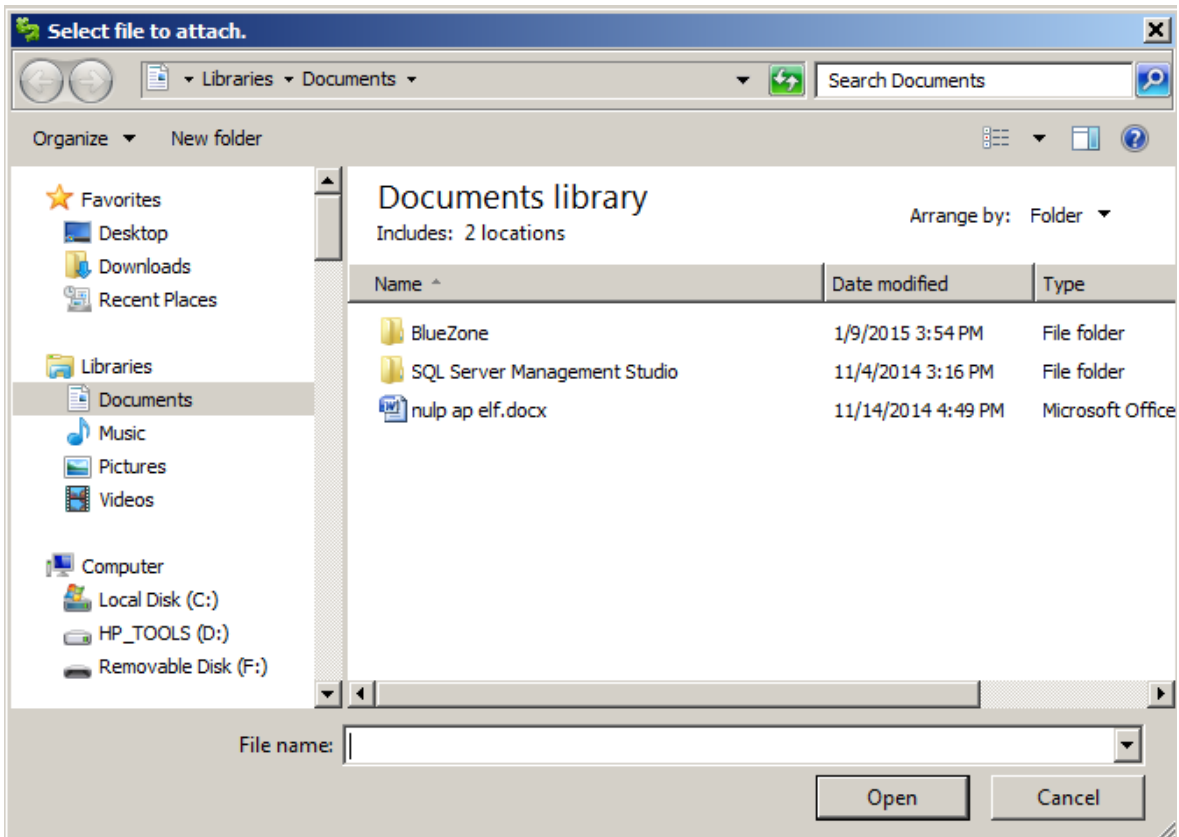 Select file to attach.
Libraries Documents
Search Documents
Organize New folder
Favorites
Desktop
Downloads
Recent Places
Libraries
Documents
Music
Pictures
Videos
Computer
Local Disk (C:)
HP_TOOLS (D:)
Removable Disk (F:)
Documents library
Includes: 2 locations
Arrange by: Folder
Name Date modified Type
BlueZone 1/9/2015 3:54 PM File folder
SQL Server Management Studio 11/4/2014 3:16 PM File folder
nulp ap elf.docx 11/14/2014 4:49 PM Microsoft Office
File name:
Open Cancel